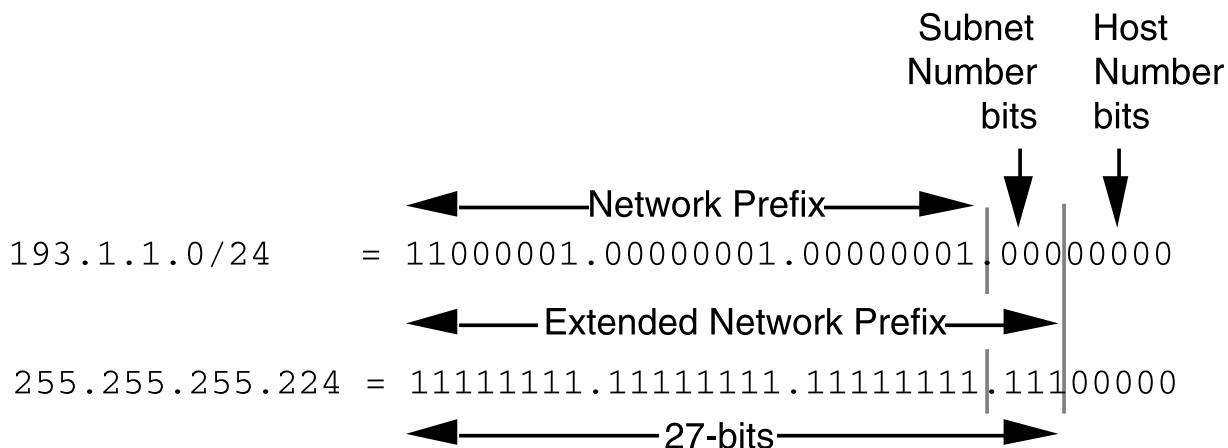 Subnet Number bits
Host Number bits
Network Prefix
193.1.1.0/24 = 11000001.00000001.00000001.00000000
Extended Network Prefix
255.255.255.224 = 11111111.11111111.11111111.11100000
27-bits